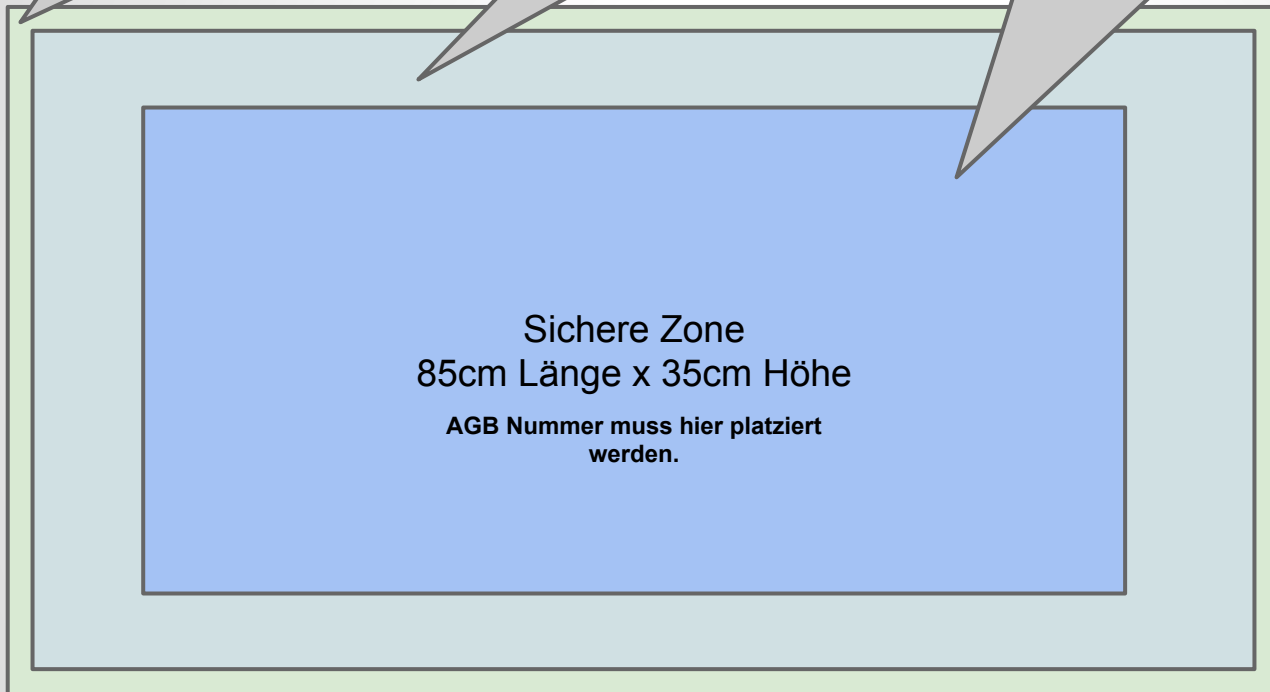 Sichere Zone
85cm Länge x 35cm Höhe
AGB Nummer muss hier platziert
werden.